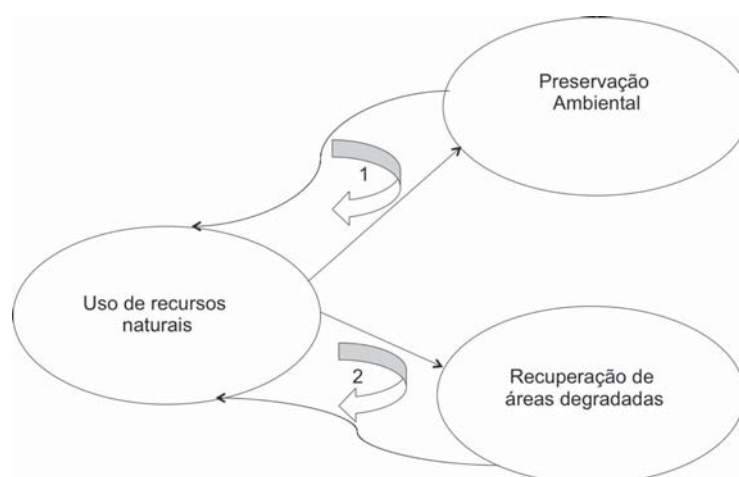 Preservação
Ambiental
1
Uso de recursos
naturais
2
Recuperação de
áreas degradadas